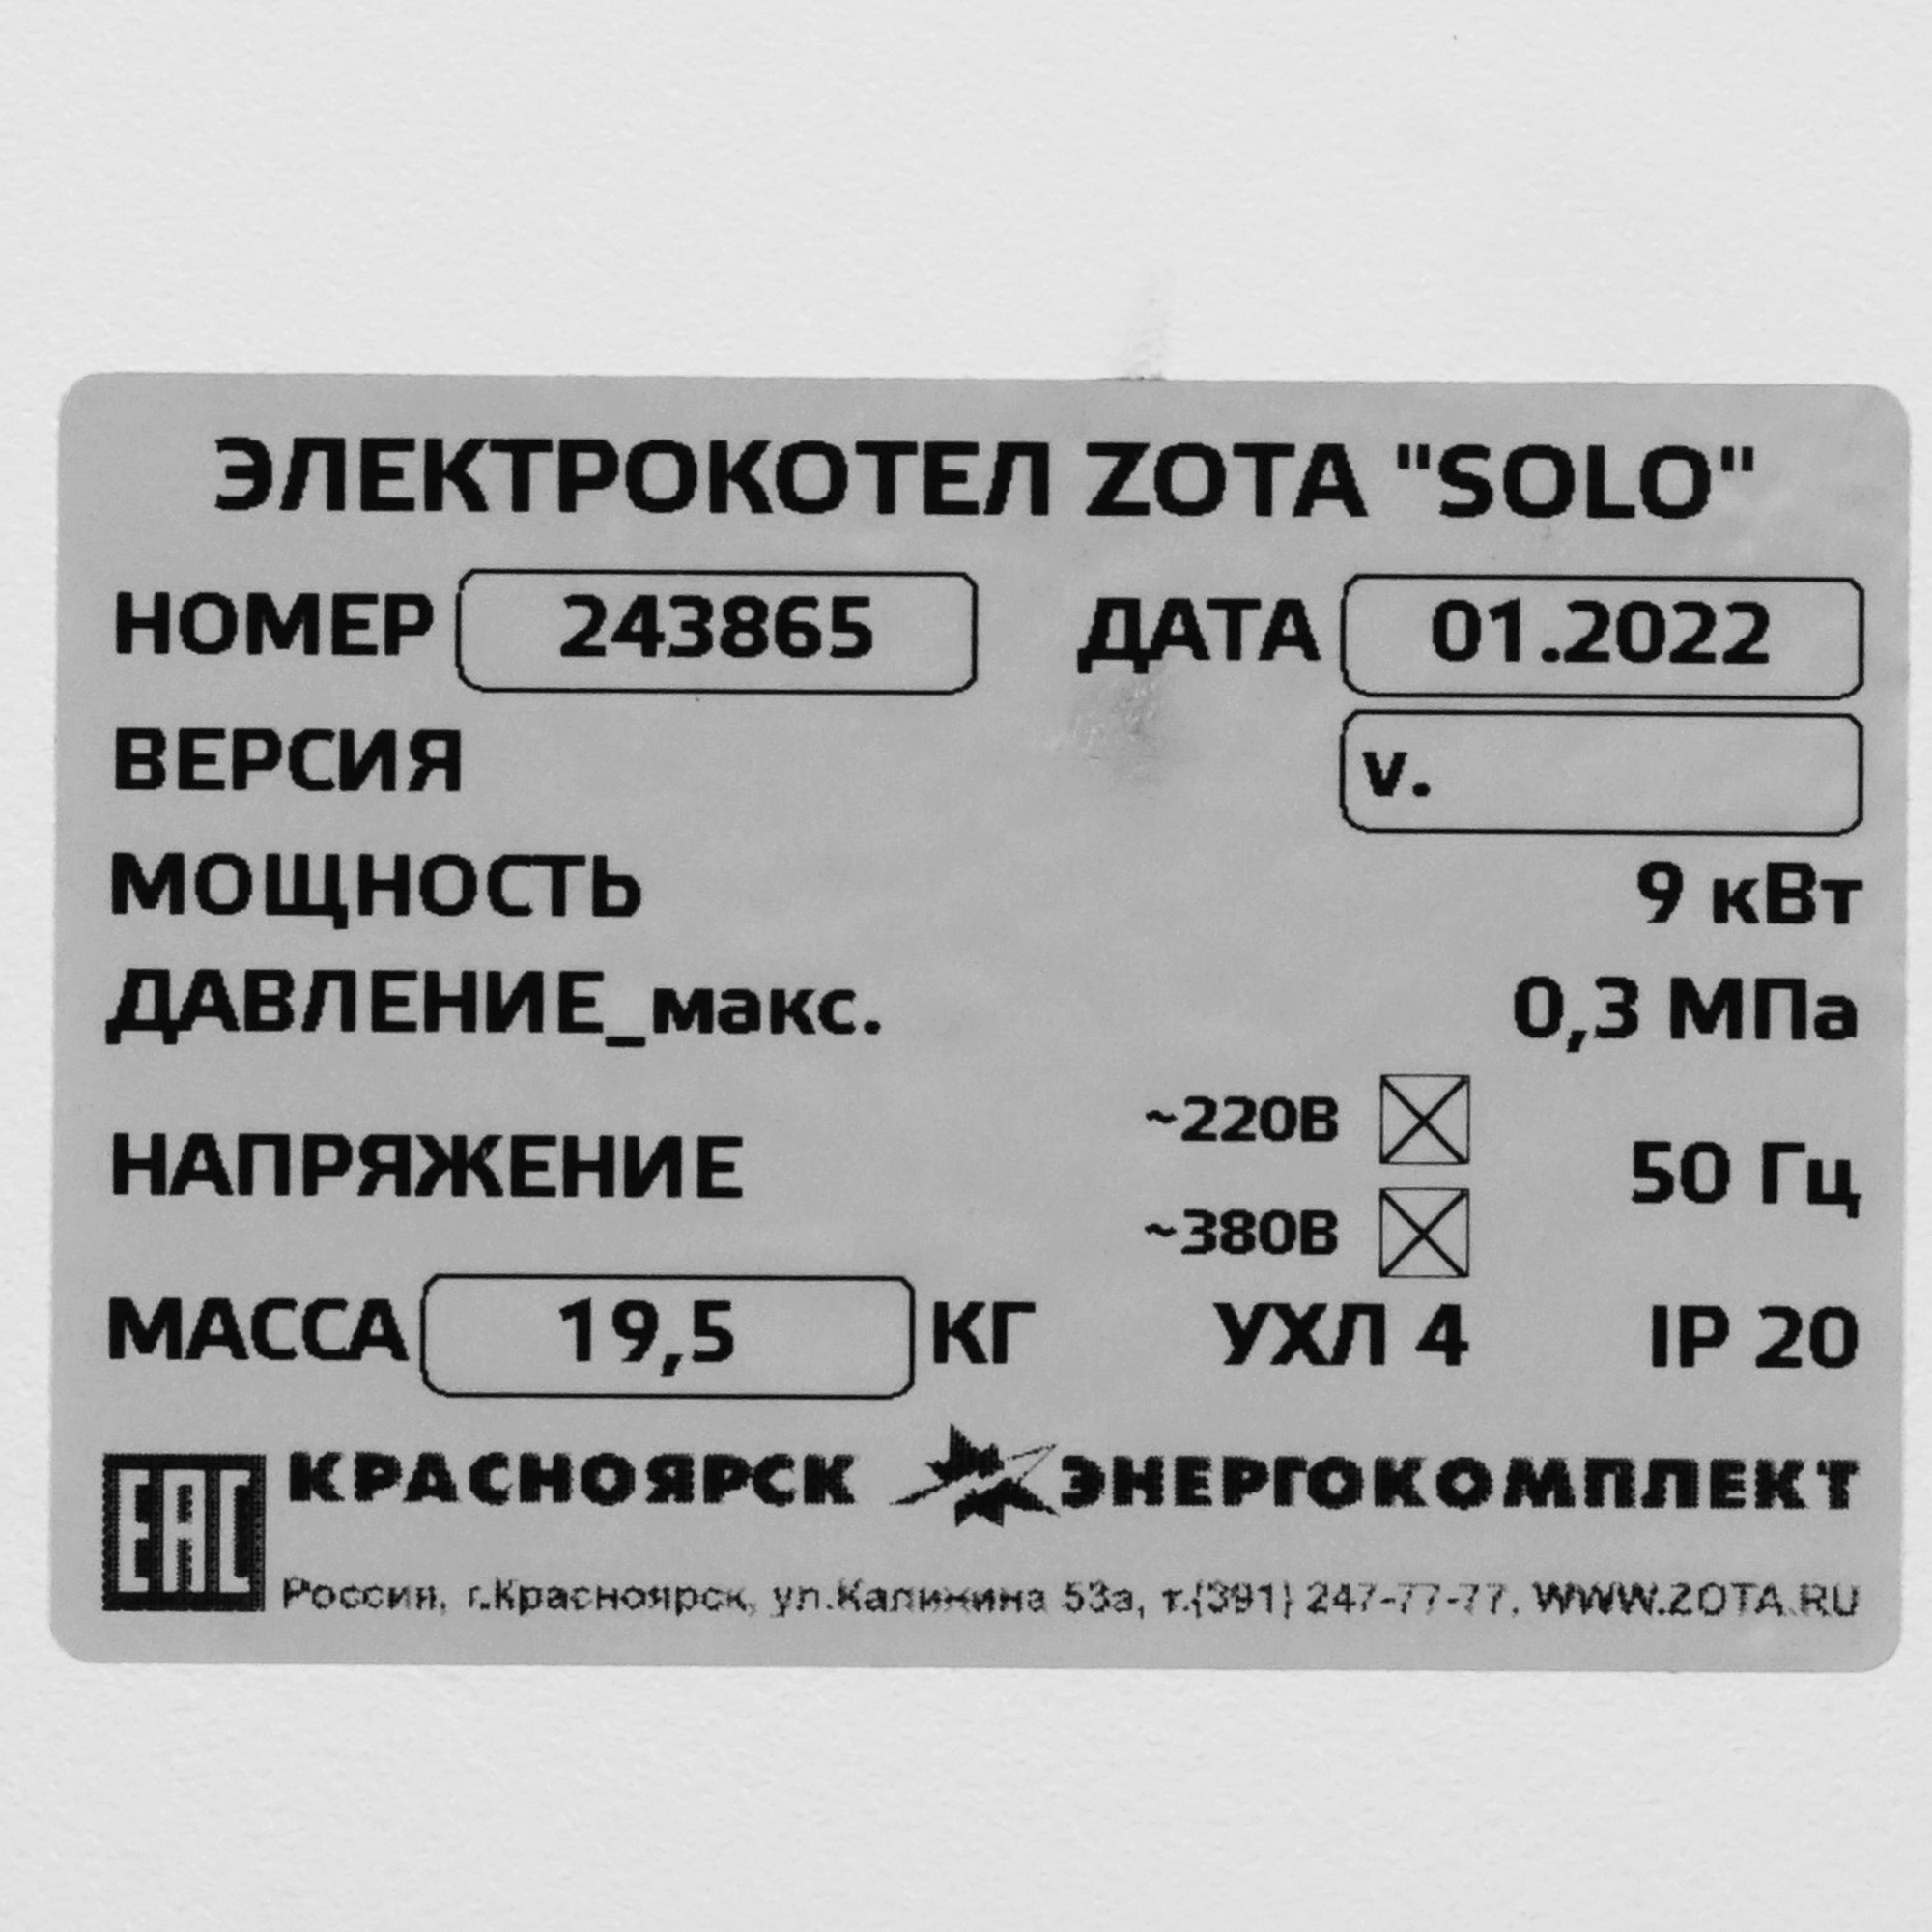 ЭЛЕКТРОКОТЕЛ ZOTA "SOLO"
НОМЕР 243865 ДАТА 01.2022
ВЕРСИЯ v.
МОЩНОСТЬ 9 кВт
ДАВЛЕНИЕ_макс. 0,3 МПа
~220В
НАПРЯЖЕНИЕ 50 Гц
~380В
МАССА 19,5 КГ УХЛ 4 IP 20
EAC КРАСНОЯРСК ЭНЕРГОКОМПЛЕКТ
Россия, г.Красноярск, ул.Калинина 53а, т.(391) 247-77-77, WWW.ZOTA.RU